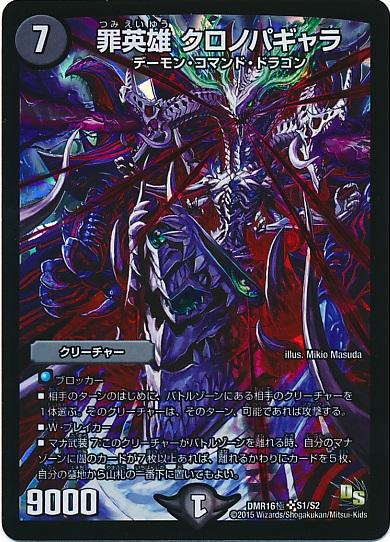 7
つみえいゆう
罪英雄 タロノパギャラ
デーモン・コマンド・ドラゴン
illus. Mikio Masuda
クリーチャー
ブロッカー
■ 相手のターンのはじめに、バトルゾーンにある相手のクリーチャーを
1体選ぶ。そのクリーチャーは、そのターン、可能であれば攻撃する。
■ W・ブレイカー
■ マナ武装 7:このクリーチャーがバトルゾーンを離れる時、自分のマナ
ゾーンに闇のカードが7枚以上あれば、離れるかわりにカードを5枚、
自分の墓地から山札の一番下に置いてもよい。
9000
DMR16極 S1/S2
©2015 Wizards/Shogakukan/Mitsui-Kids
DS